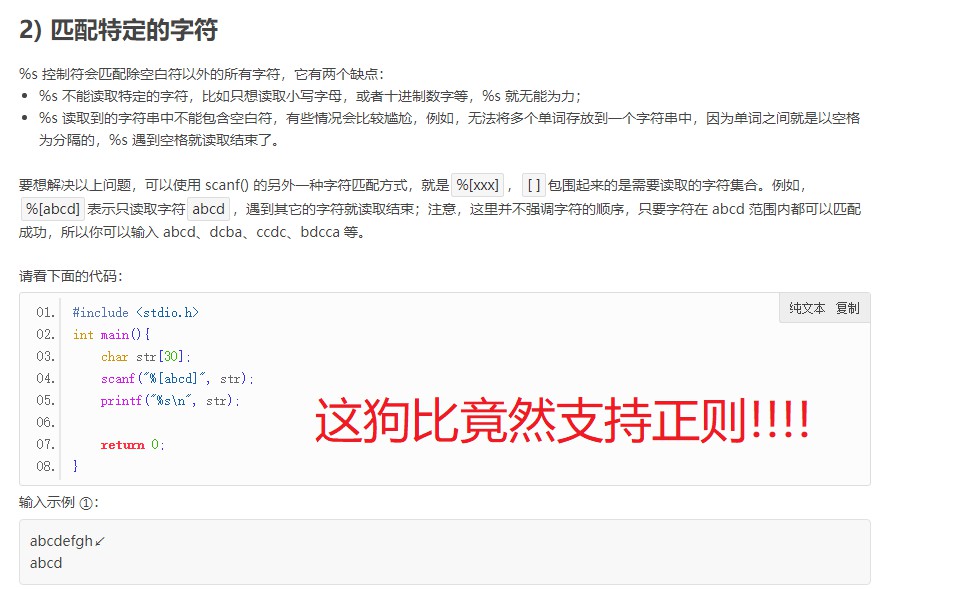 2) 匹配特定的字符
%s 控制符会匹配除空白符以外的所有字符，它有两个缺点：
• %s 不能读取特定的字符，比如只想读取小写字母，或者十进制数字等，%s 就无能为力；
• %s 读取到的字符串中不能包含空白符，有些情况会比较尴尬，例如，无法将多个单词存放到一个字符串中，因为单词之间就是以空格
为分隔的，%s 遇到空格就读取结束了。
要想解决以上问题，可以使用 scanf() 的另外一种字符匹配方式，就是 %[xxx] ， [ ] 包围起来的是需要读取的字符集合。例如，
%[abcd] 表示只读取字符 abcd ，遇到其它的字符就读取结束；注意，这里并不强调字符的顺序，只要字符在 abcd 范围内都可以匹配
成功，所以你可以输入 abcd、dcba、ccdc、bdcca 等。
请看下面的代码：
纯文本 复制
01. #include <stdio.h>
02. int main(){
03. char str[30];
04. scanf("%[abcd]", str);
05. printf("%s\n", str);
06.
07. return 0;
08. }
这狗比竟然支持正则!!!!
输入示例 ①：
abcdefgh↙
abcd